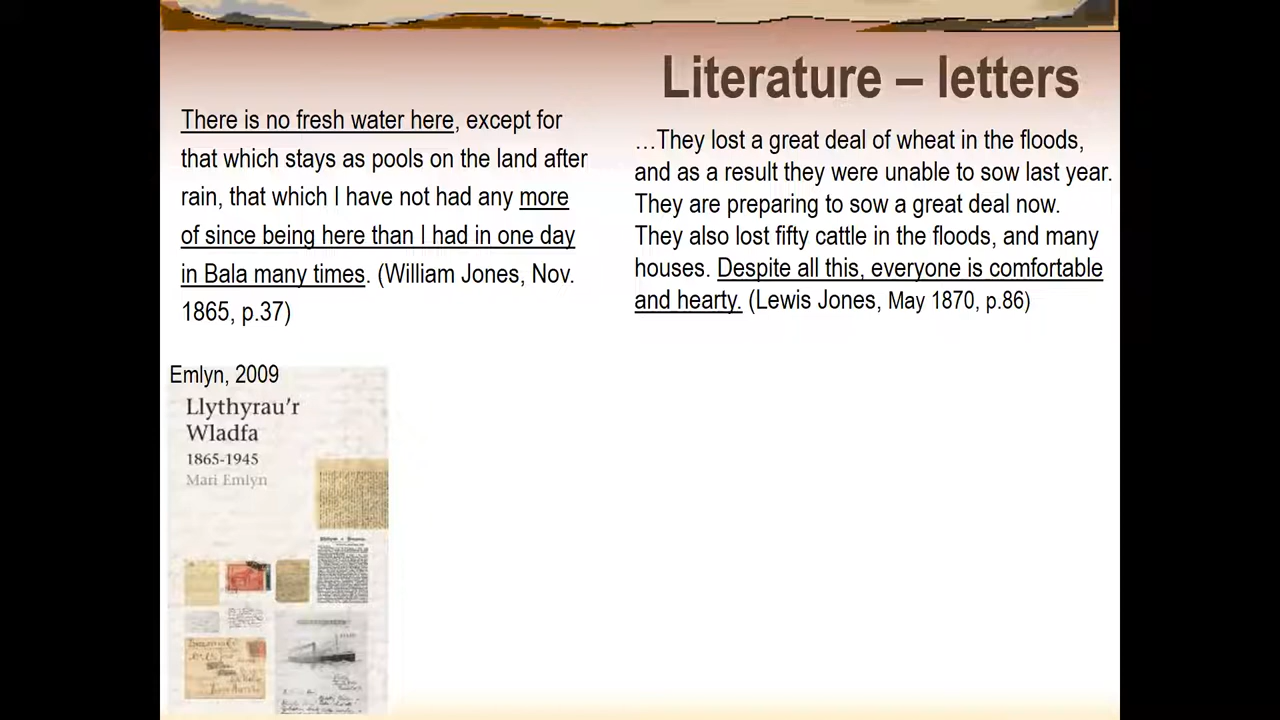 Literature – letters
There is no fresh water here, except for
that which stays as pools on the land after
rain, that which I have not had any more
of since being here than I had in one day
in Bala many times. (William Jones, Nov.
1865, p.37)
…They lost a great deal of wheat in the floods,
and as a result they were unable to sow last year.
They are preparing to sow a great deal now.
They also lost fifty cattle in the floods, and many
houses. Despite all this, everyone is comfortable
and hearty. (Lewis Jones, May 1870, p.86)
Emlyn, 2009
Llythyrau'r
Wladfa
1865-1945
Mari Emlyn